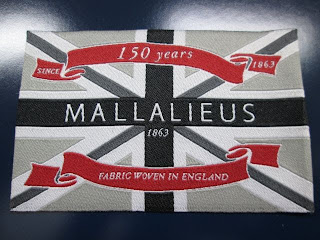 150 years
SINCE 1863
MALLALIEUS
1863
FABRIC WOVEN IN ENGLAND